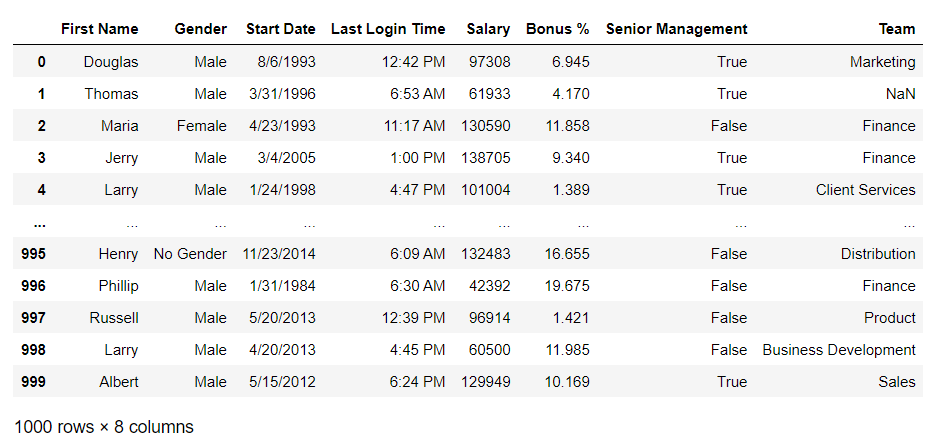 First Name Gender Start Date Last Login Time Salary Bonus % Senior Management Team
0 Douglas Male 8/6/1993 12:42 PM 97308 6.945 True Marketing
1 Thomas Male 3/31/1996 6:53 AM 61933 4.170 True NaN
2 Maria Female 4/23/1993 11:17 AM 130590 11.858 False Finance
3 Jerry Male 3/4/2005 1:00 PM 138705 9.340 True Finance
4 Larry Male 1/24/1998 4:47 PM 101004 1.389 True Client Services
... ... ... ... ... ... ... ... ...
995 Henry No Gender 11/23/2014 6:09 AM 132483 16.655 False Distribution
996 Phillip Male 1/31/1984 6:30 AM 42392 19.675 False Finance
997 Russell Male 5/20/2013 12:39 PM 96914 1.421 False Product
998 Larry Male 4/20/2013 4:45 PM 60500 11.985 False Business Development
999 Albert Male 5/15/2012 6:24 PM 129949 10.169 True Sales
1000 rows × 8 columns